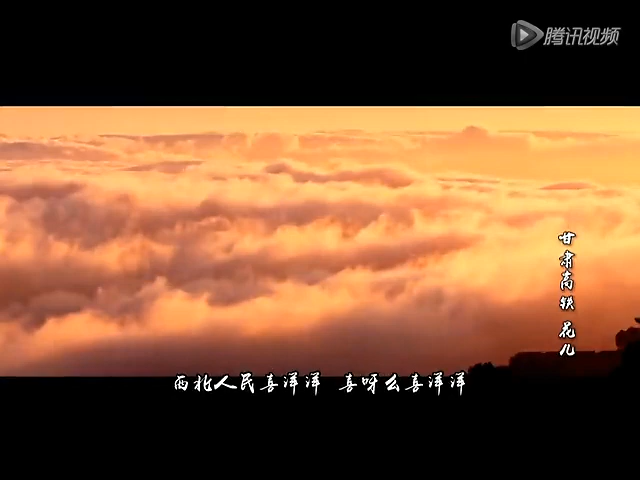 腾讯视频
甘肃高铁 花儿
西北人民喜洋洋 喜呀么喜洋洋